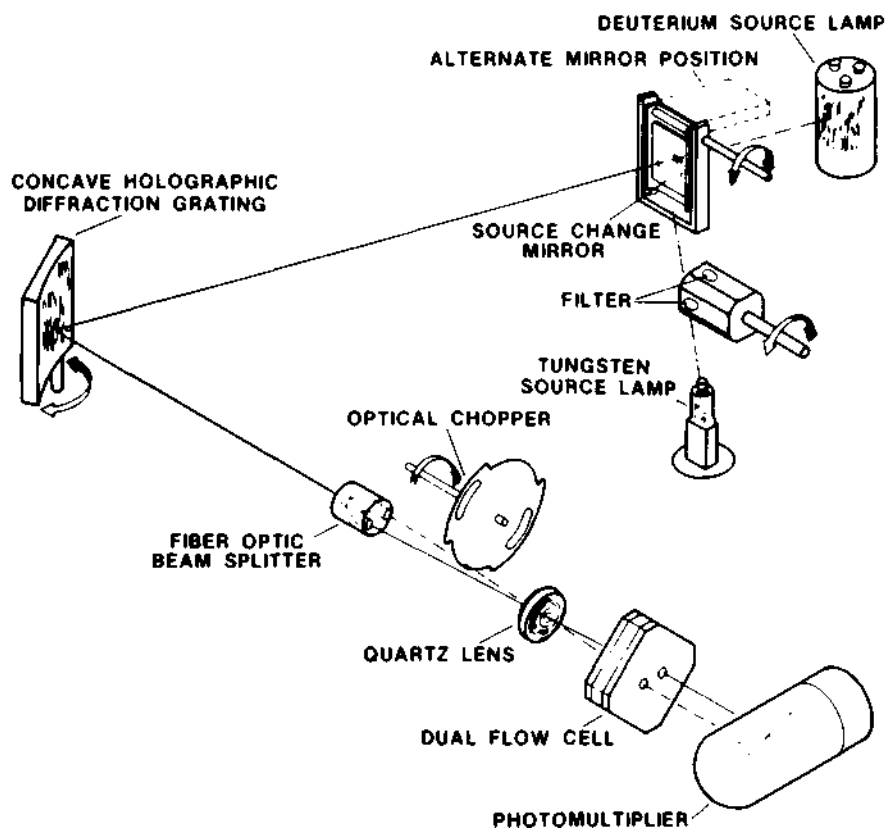 DEUTERIUM SOURCE LAMP
ALTERNATE MIRROR POSITION
CONCAVE HOLOGRAPHIC
DIFFRACTION GRATING
SOURCE CHANGE
MIRROR
FILTER
TUNGSTEN
SOURCE LAMP
OPTICAL CHOPPER
FIBER OPTIC
BEAM SPLITTER
QUARTZ LENS
DUAL FLOW CELL
PHOTOMULTIPLIER